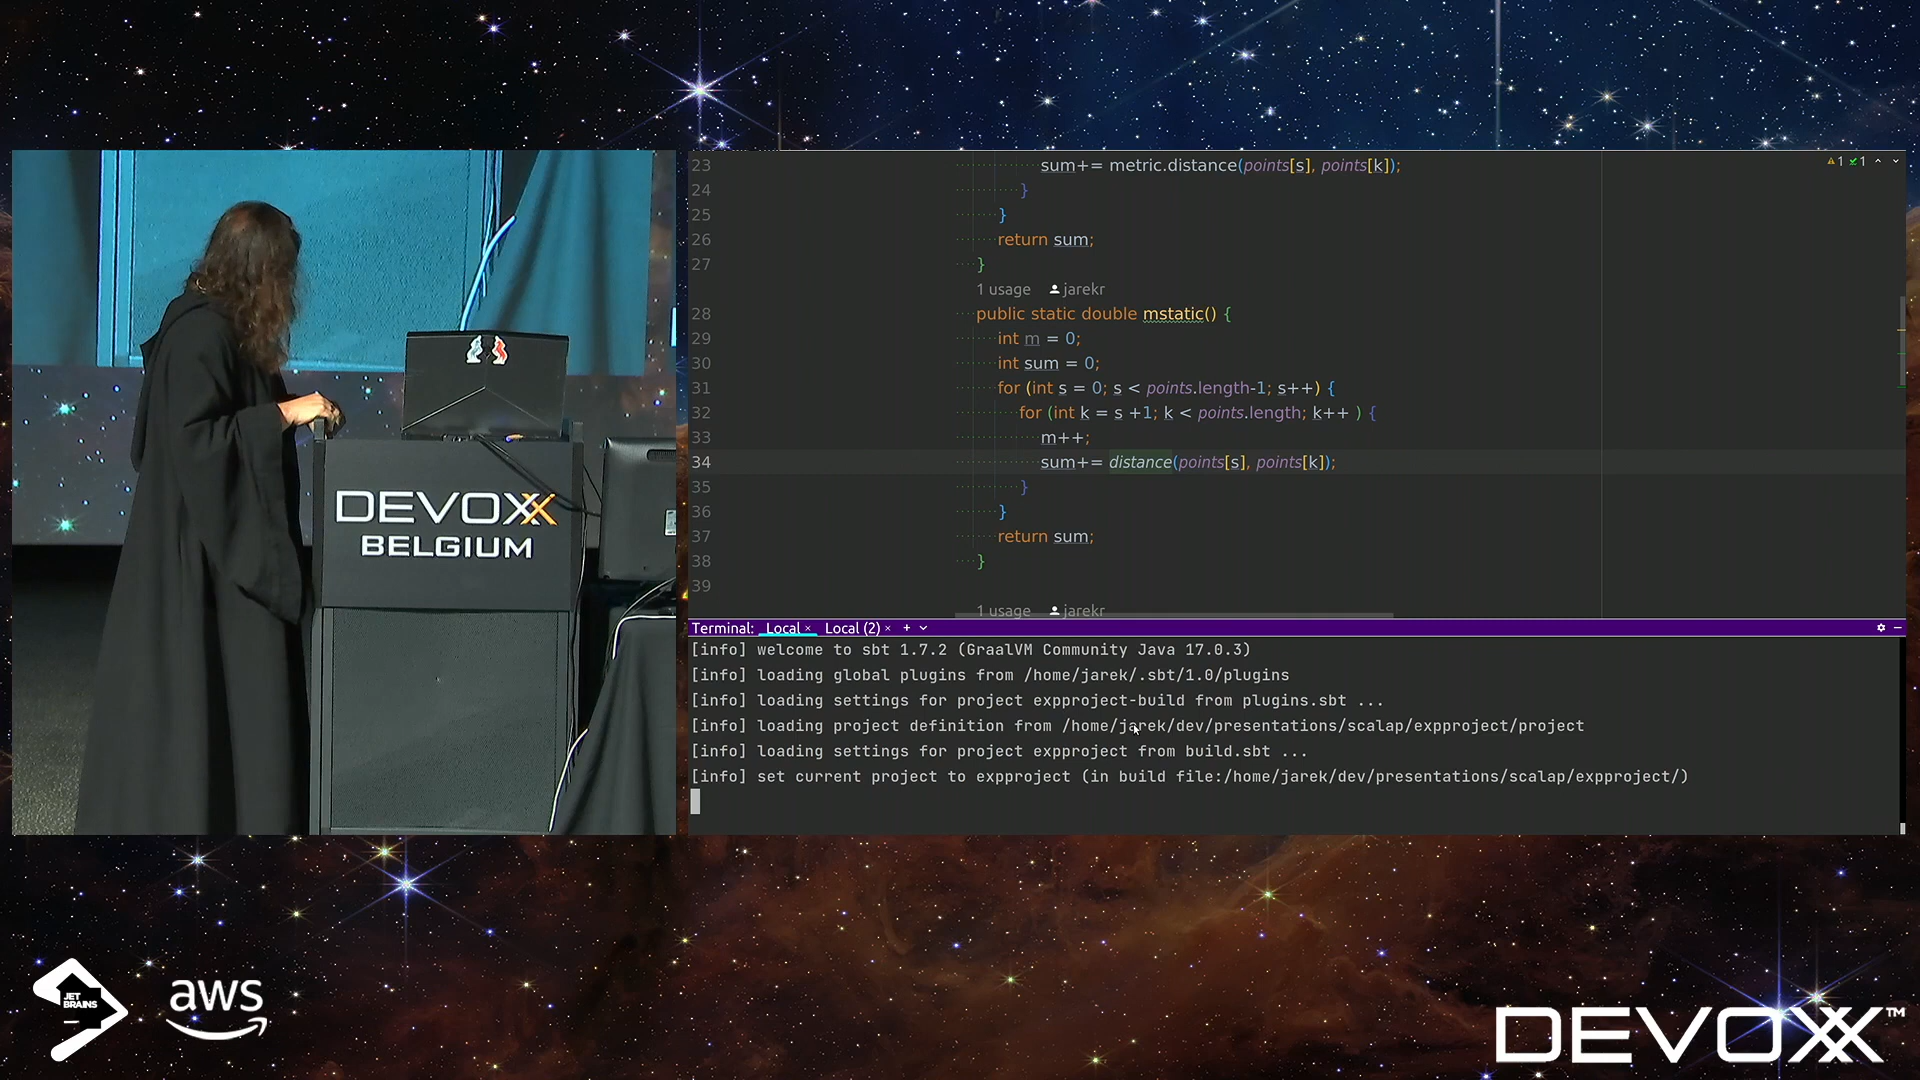 DEVOXX
BELGIUM
23 sum+= metric.distance(points[s], points[k]);
24 }
25 }
26 return sum;
27 }
1 usage jarekr
28 public static double mstatic() {
29 int m = 0;
30 int sum = 0;
31 for (int s = 0; s < points.length-1; s++) {
32 for (int k = s +1; k < points.length; k++ ) {
33 m++;
34 sum+= distance(points[s], points[k]);
35 }
36 }
37 return sum;
38 }
39
1 usage jarekr
1 1
Terminal: Local × Local (2) × +
[info] welcome to sbt 1.7.2 (GraalVM Community Java 17.0.3)
[info] loading global plugins from /home/jarek/.sbt/1.0/plugins
[info] loading settings for project expproject-build from plugins.sbt ...
[info] loading project definition from /home/jarek/dev/presentations/scalap/expproject/project
[info] loading settings for project expproject from build.sbt ...
[info] set current project to expproject (in build file:/home/jarek/dev/presentations/scalap/expproject/)
JET
BRAINS
aws
DEVOXX™